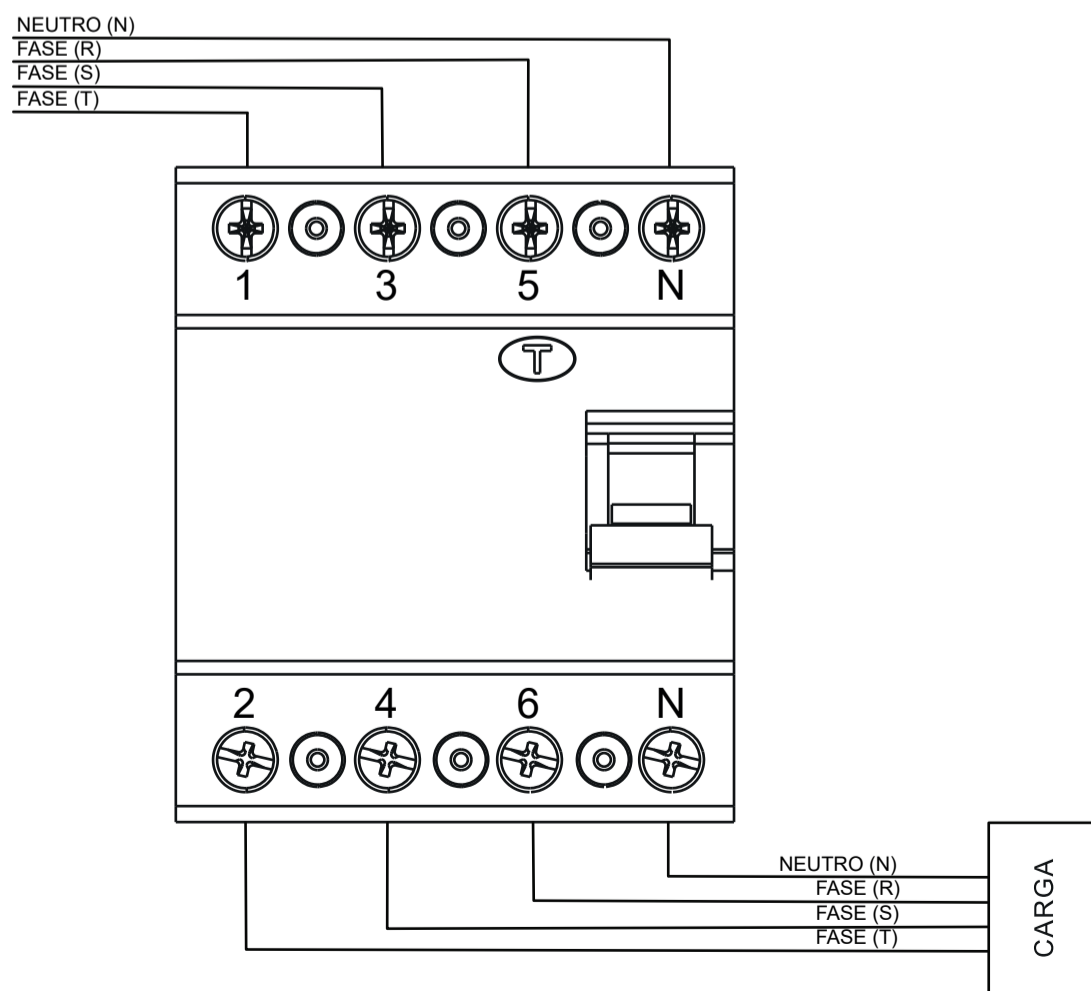 NEUTRO (N)
FASE (R)
FASE (S)
FASE (T)
1 3 5 N
T
2 4 6 N
NEUTRO (N)
FASE (R)
FASE (S)
FASE (T)
CARGA